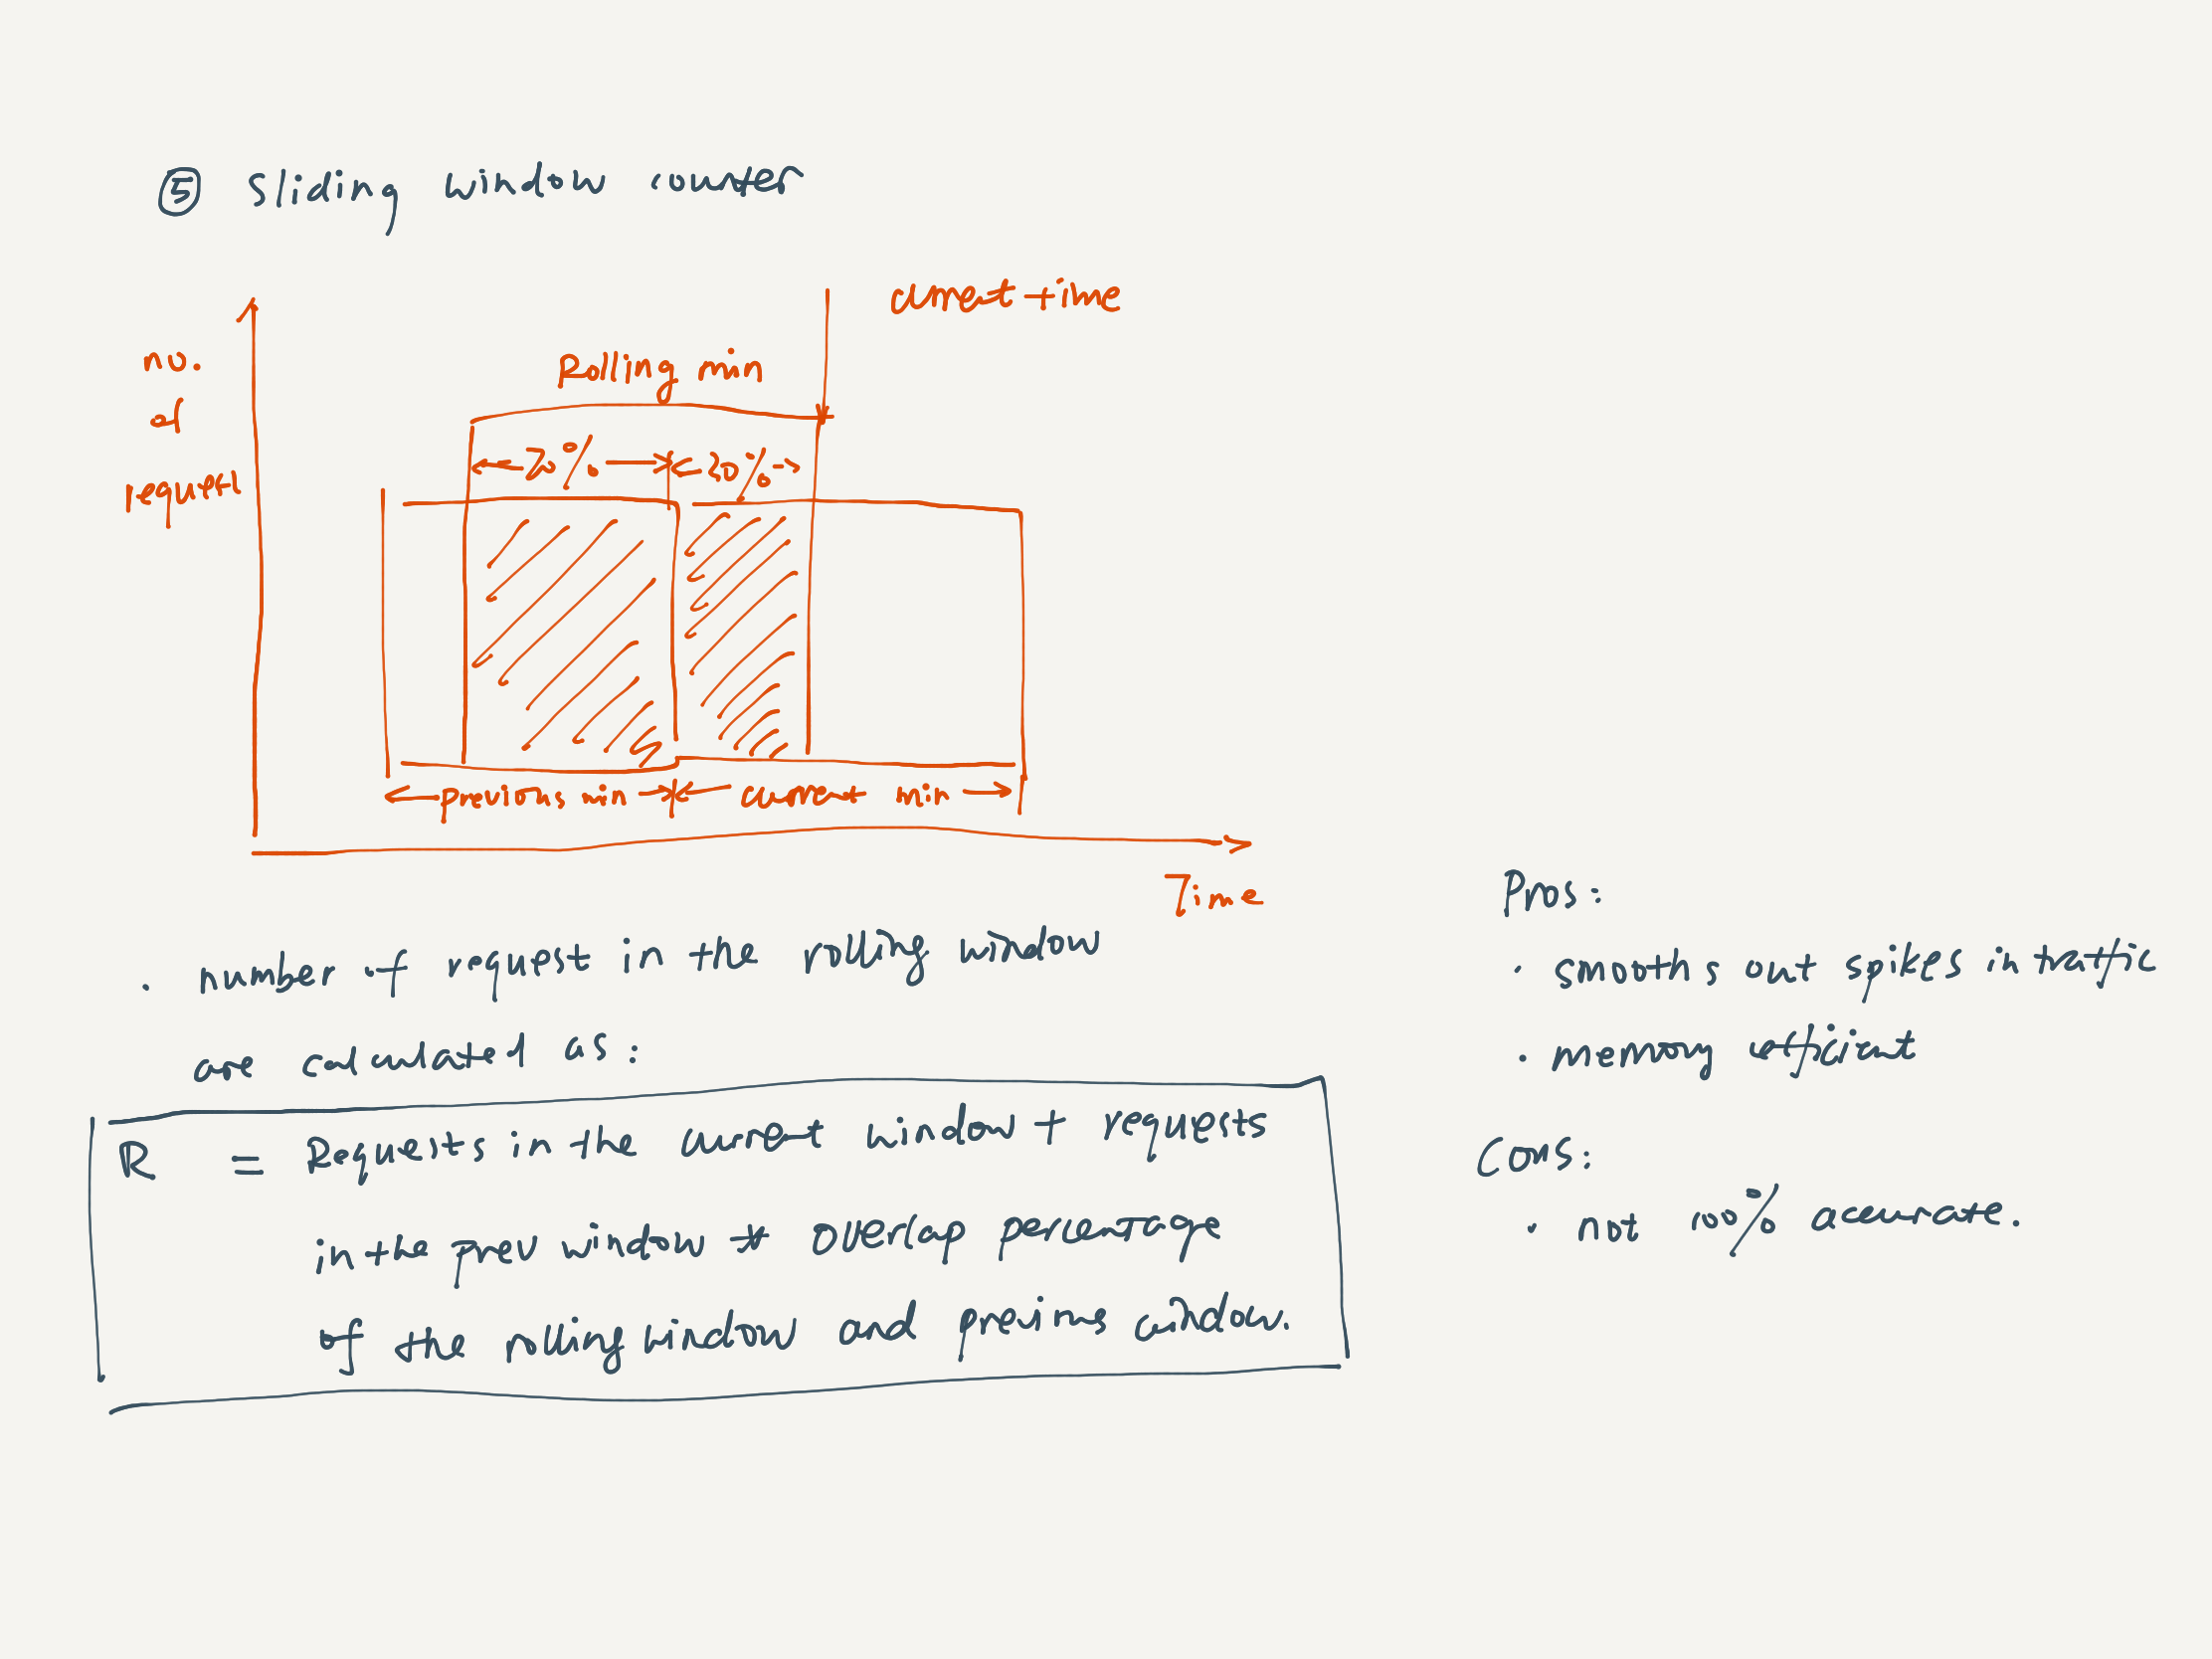 ⑤ Sliding window counter
current time
no.
of
request
Rolling min
70%
30%
previous min
current min
Time
. number of request in the rolling window
are calculated as:
R = Requests in the current window + requests
in the prev window * overlap percentage
of the rolling window and previous window.
Pros:
. smooths out spikes in traffic
. memory efficient
Cons:
. not 100% accurate.